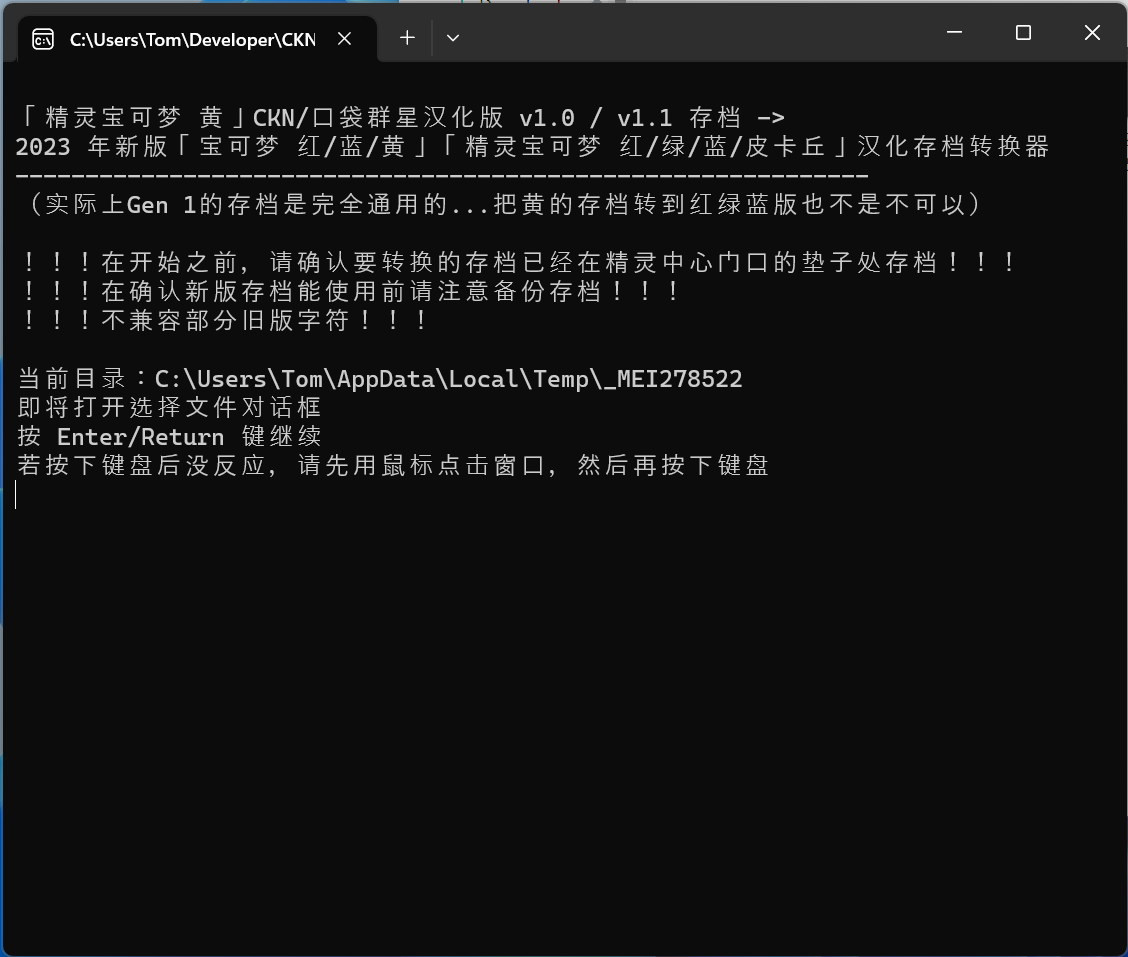 C:\Users\Tom\Developer\CKN
「精灵宝可梦 黄」CKN/口袋群星汉化版 v1.0 / v1.1 存档 ->
2023 年新版「宝可梦 红/蓝/黄」「精灵宝可梦 红/绿/蓝/皮卡丘」汉化存档转换器
-------------------------------------------------------------
（实际上Gen 1的存档是完全通用的...把黄的存档转到红绿蓝版也不是不可以）
！！！在开始之前，请确认要转换的存档已经在精灵中心门口的垫子处存档！！！
！！！在确认新版存档能使用前请注意备份存档！！！
！！！不兼容部分旧版字符！！！
当前目录：C:\Users\Tom\AppData\Local\Temp\_MEI278522
即将打开选择文件对话框
按 Enter/Return 键继续
若按下键盘后没反应，请先用鼠标点击窗口，然后再按下键盘